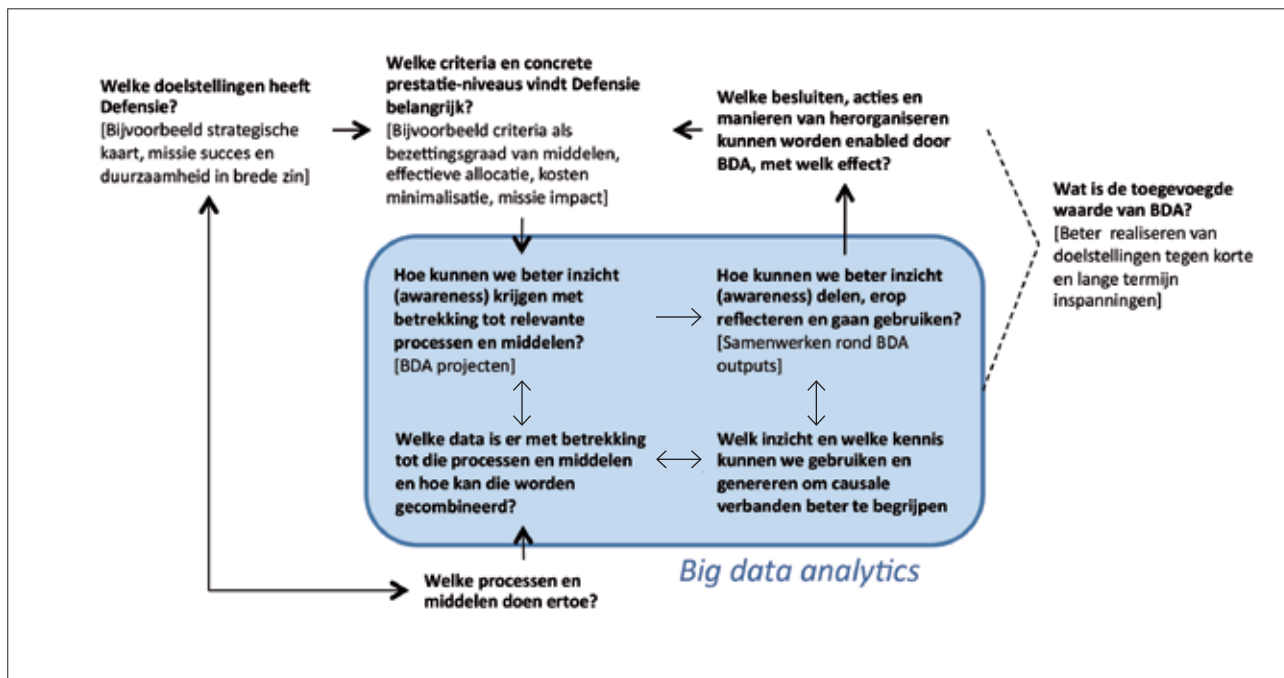 Welke doelstellingen heeft
Defensie?
[Bijvoorbeeld strategische
kaart, missie succes en
duurzaamheid in brede zin]
Welke criteria en concrete
prestatie-niveaus vindt Defensie
belangrijk?
[Bijvoorbeeld criteria als
bezettingsgraad van middelen,
effectieve allocatie, kosten
minimalisatie, missie impact]
Welke besluiten, acties en
manieren van herorganiseren
kunnen worden enabled door
BDA, met welk effect?
Wat is de toegevoegde
waarde van BDA?
[Beter realiseren van
doelstellingen tegen korte
en lange termijn
inspanningen]
Hoe kunnen we beter inzicht
(awareness) krijgen met
betrekking tot relevante
processen en middelen?
[BDA projecten]
Hoe kunnen we beter inzicht
(awareness) delen, erop
reflecteren en gaan gebruiken?
[Samenwerken rond BDA
outputs]
Welke data is er met betrekking
tot die processen en middelen
en hoe kan die worden
gecombineerd?
Welk inzicht en welke kennis
kunnen we gebruiken en
genereren om causale
verbanden beter te begrijpen
Big data analytics
Welke processen en
middelen doen ertoe?